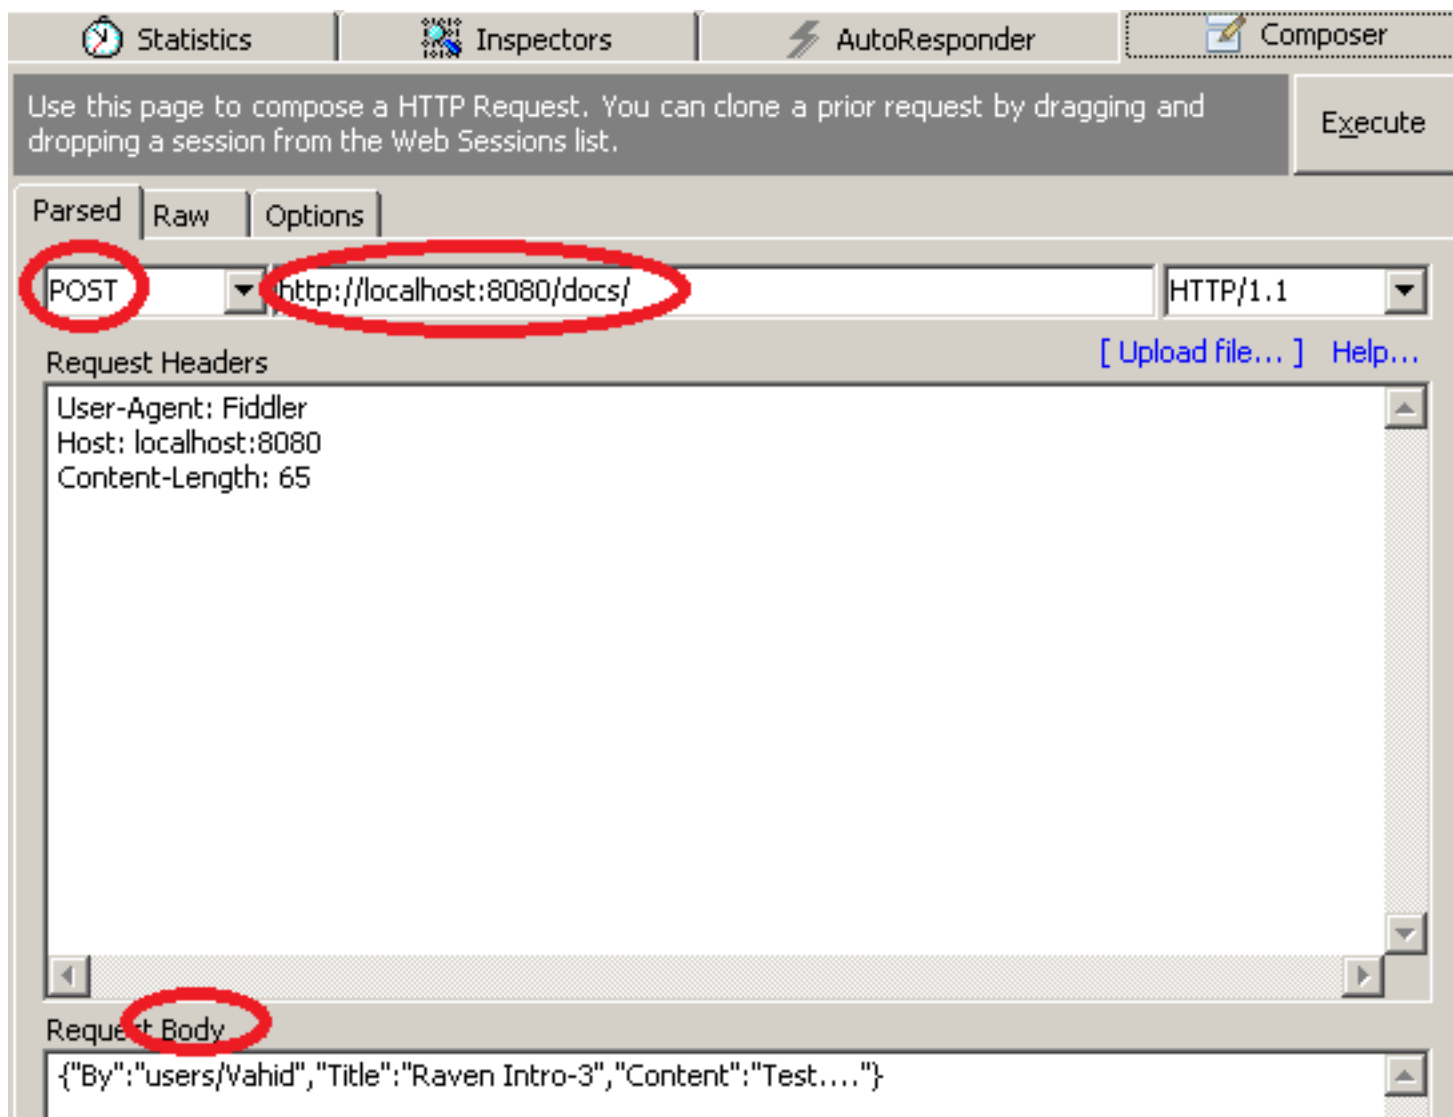 Statistics Inspectors AutoResponder Composer
Use this page to compose a HTTP Request. You can clone a prior request by dragging and
dropping a session from the Web Sessions list.
Execute
Parsed Raw Options
POST http://localhost:8080/docs/ HTTP/1.1
Request Headers [ Upload file... ] Help...
User-Agent: Fiddler
Host: localhost:8080
Content-Length: 65
Request Body
{"By":"users/Vahid","Title":"Raven Intro-3","Content":"Test...."}